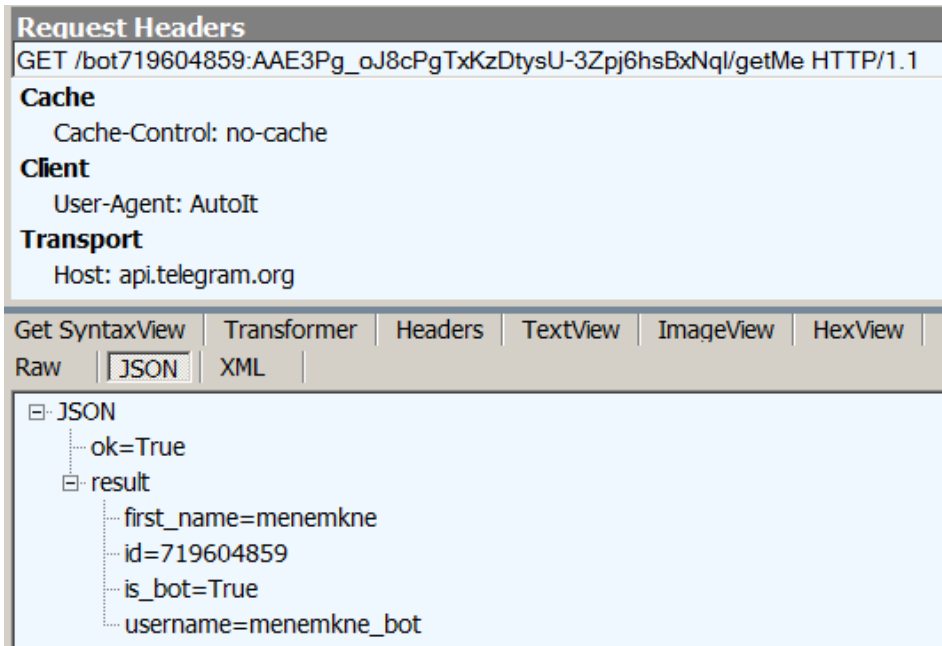 Request Headers
GET /bot719604859:AAE3Pg_oJ8cPgTxKzDtysU-3Zpj6hsBxNqI/getMe HTTP/1.1
Cache
Cache-Control: no-cache
Client
User-Agent: AutoIt
Transport
Host: api.telegram.org
Get SyntaxView Transformer Headers TextView ImageView HexView
Raw JSON XML
JSON
ok=True
result
first_name=menemkne
id=719604859
is_bot=True
username=menemkne_bot